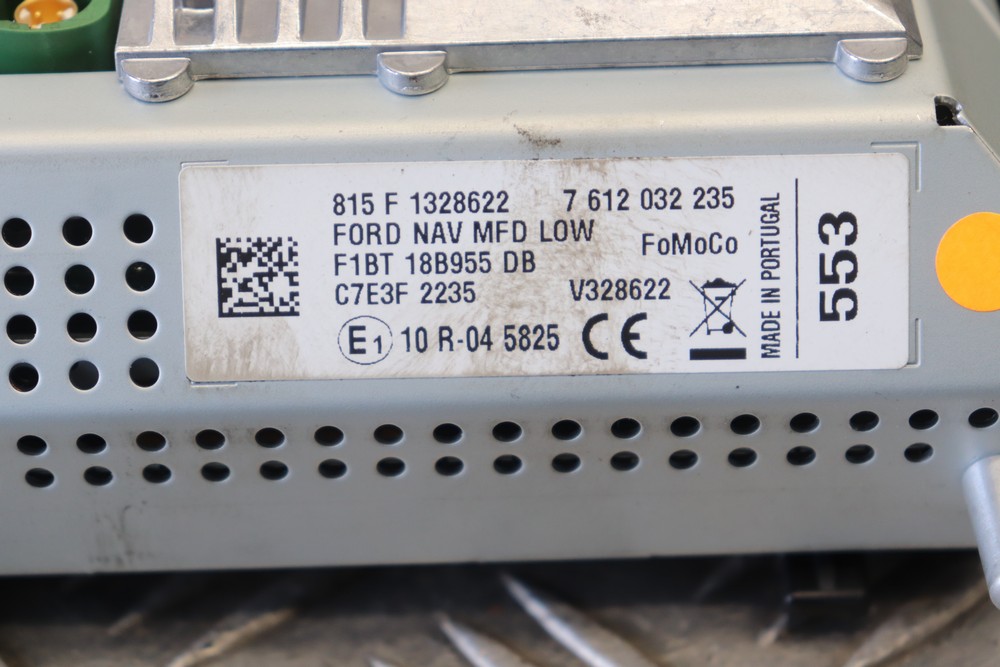 815 F 1328622 7 612 032 235
FORD NAV MFD LOW
FoMoCo
F1BT 18B955 DB
C7E3F 2235 V328622
E1 10 R-04 5825 CE
MADE IN PORTUGAL
553